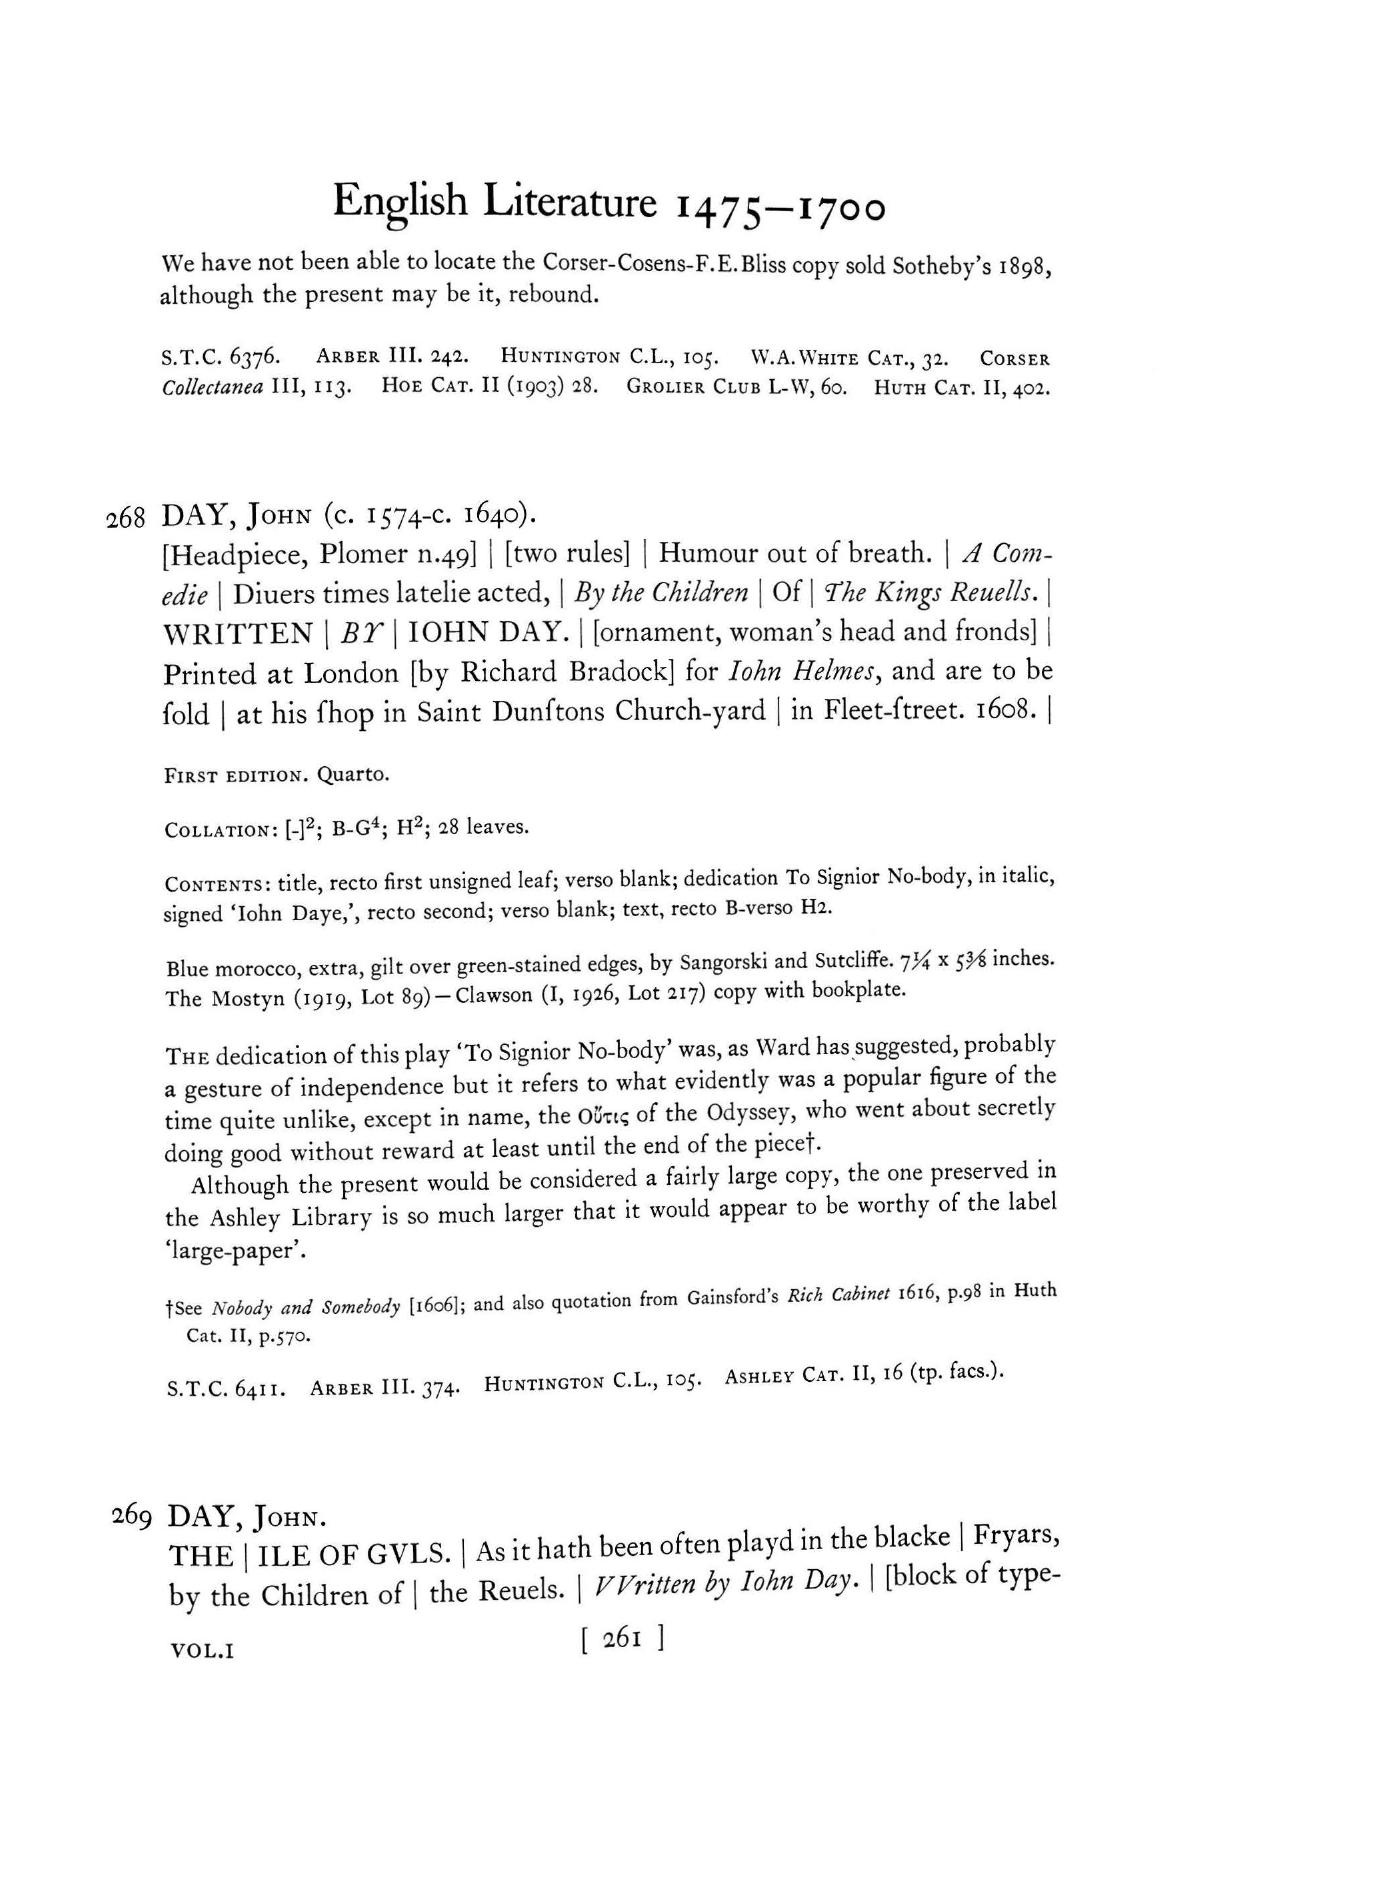 English Literature 1475–1700
We have not been able to locate the Corser-Cosens-F.E.Bliss copy sold Sotheby's 1898,
although the present may be it, rebound.
S.T.C. 6376. Arber III. 242. Huntington C.L., 105. W.A.White Cat., 32. Corser
Collectanea III, 113. Hoe Cat. II (1903) 28. Grolier Club L-W, 60. Huth Cat. II, 402.
268 DAY, John (c. 1574-c. 1640).
[Headpiece, Plomer n.49] | [two rules] | Humour out of breath. | A Com-
edie | Diuers times latelie acted, | By the Children | Of | The Kings Reuells. |
WRITTEN | BY | IOHN DAY. | [ornament, woman's head and fronds] |
Printed at London [by Richard Bradock] for Iohn Helmes, and are to be
ſold | at his ſhop in Saint Dunſtons Church-yard | in Fleet-ſtreet. 1608. |
First edition. Quarto.
Collation: [-]²; B-G⁴; H²; 28 leaves.
Contents: title, recto first unsigned leaf; verso blank; dedication To Signior No-body, in italic,
signed 'Iohn Daye,', recto second; verso blank; text, recto B-verso H2.
Blue morocco, extra, gilt over green-stained edges, by Sangorski and Sutcliffe. 7¼ x 5⅜ inches.
The Mostyn (1919, Lot 89)—Clawson (I, 1926, Lot 217) copy with bookplate.
The dedication of this play 'To Signior No-body' was, as Ward has suggested, probably
a gesture of independence but it refers to what evidently was a popular figure of the
time quite unlike, except in name, the Οὔτις of the Odyssey, who went about secretly
doing good without reward at least until the end of the piece†.
Although the present would be considered a fairly large copy, the one preserved in
the Ashley Library is so much larger that it would appear to be worthy of the label
'large-paper'.
†See Nobody and Somebody [1606]; and also quotation from Gainsford's Rich Cabinet 1616, p.98 in Huth
Cat. II, p.570.
S.T.C. 6411. Arber III. 374. Huntington C.L., 105. Ashley Cat. II, 16 (tp. facs.).
269 DAY, John.
THE | ILE OF GVLS. | As it hath been often playd in the blacke | Fryars,
by the Children of | the Reuels. | VVritten by Iohn Day. | [block of type-
VOL.I [ 261 ]